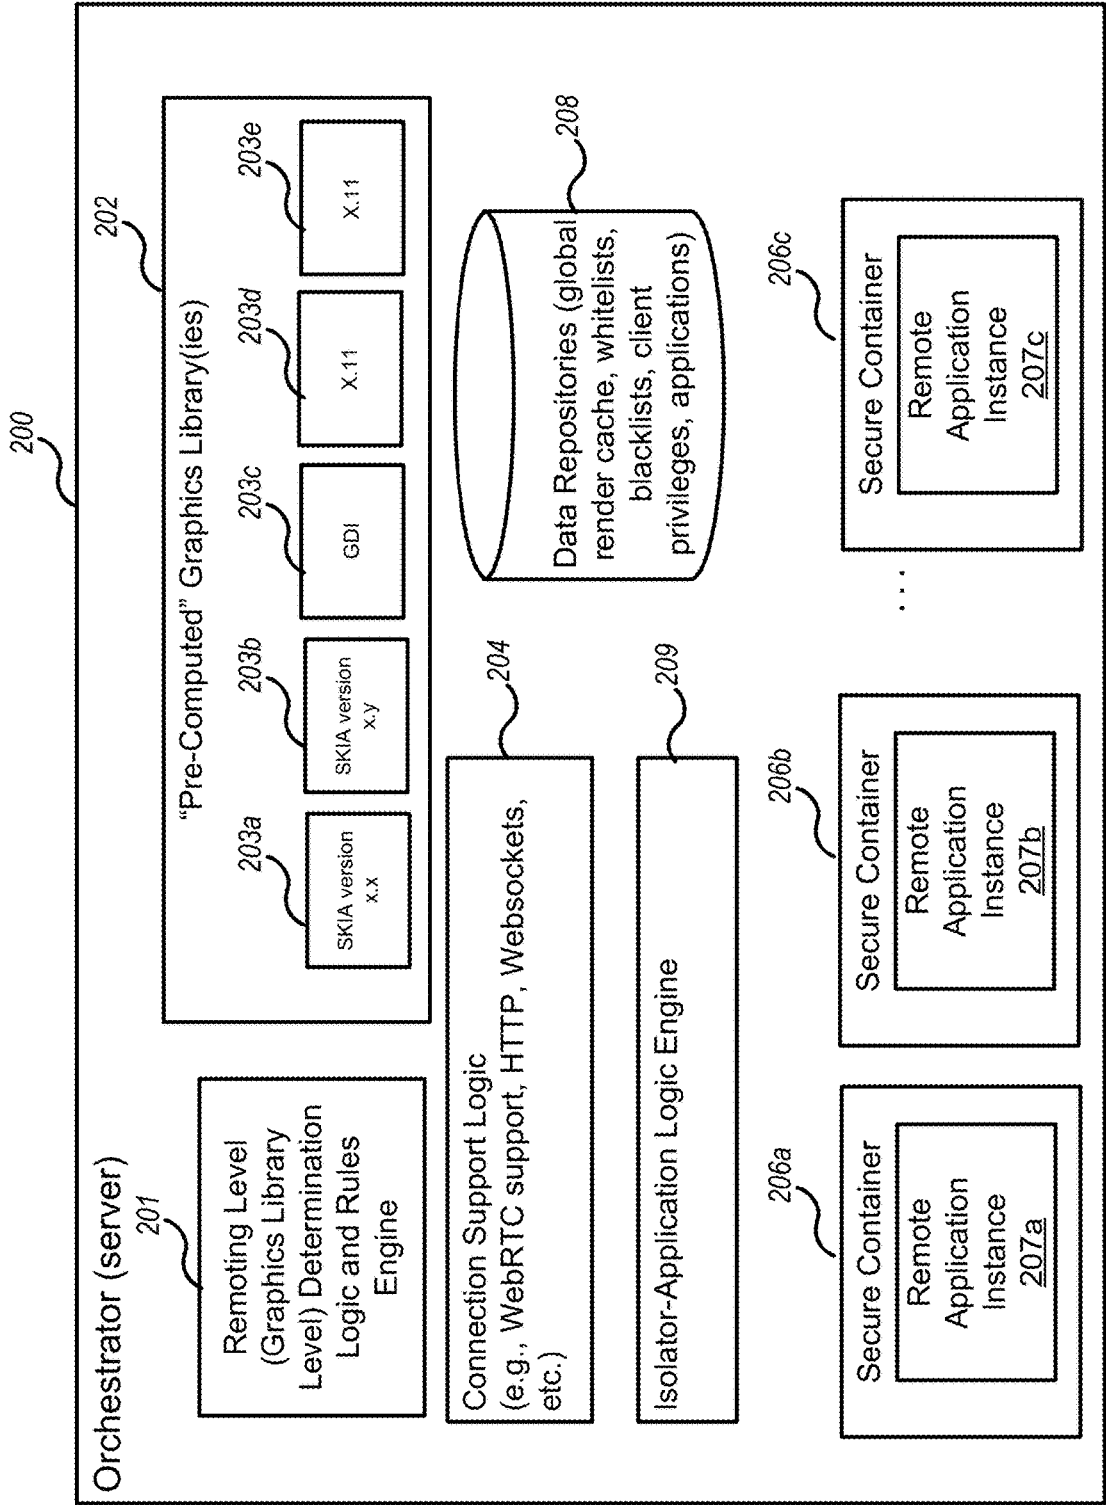 200
Orchestrator (server)
201
Remoting Level
(Graphics Library
Level) Determination
Logic and Rules
Engine
202
“Pre-Computed” Graphics Library(ies)
203a
SKIA version
x.x
203b
SKIA version
x.y
203c
GDI
203d
X.11
203e
X.11
204
Connection Support Logic
(e.g., WebRTC support, HTTP, Websockets,
etc.)
208
Data Repositories (global
render cache, whitelists,
blacklists, client
privileges, applications)
209
Isolator-Application Logic Engine
206a
Secure Container
Remote
Application
Instance
207a
206b
Secure Container
Remote
Application
Instance
207b
. . .
206c
Secure Container
Remote
Application
Instance
207c